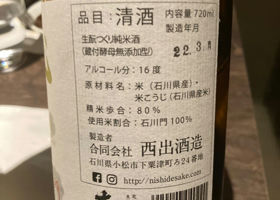 品目：清酒 内容量720ml
製造年月
生酛づくり純米酒
(蔵付酵母無添加型) 22.3.
アルコール分：16度
原材料名：米（石川県産）・
米こうじ（石川県産米）
精米歩合：80%
使用米割合：石川門100%
製造者
合同会社 西出酒造
石川県小松市下粟津町ろ24番地
http://nishidesake.com/